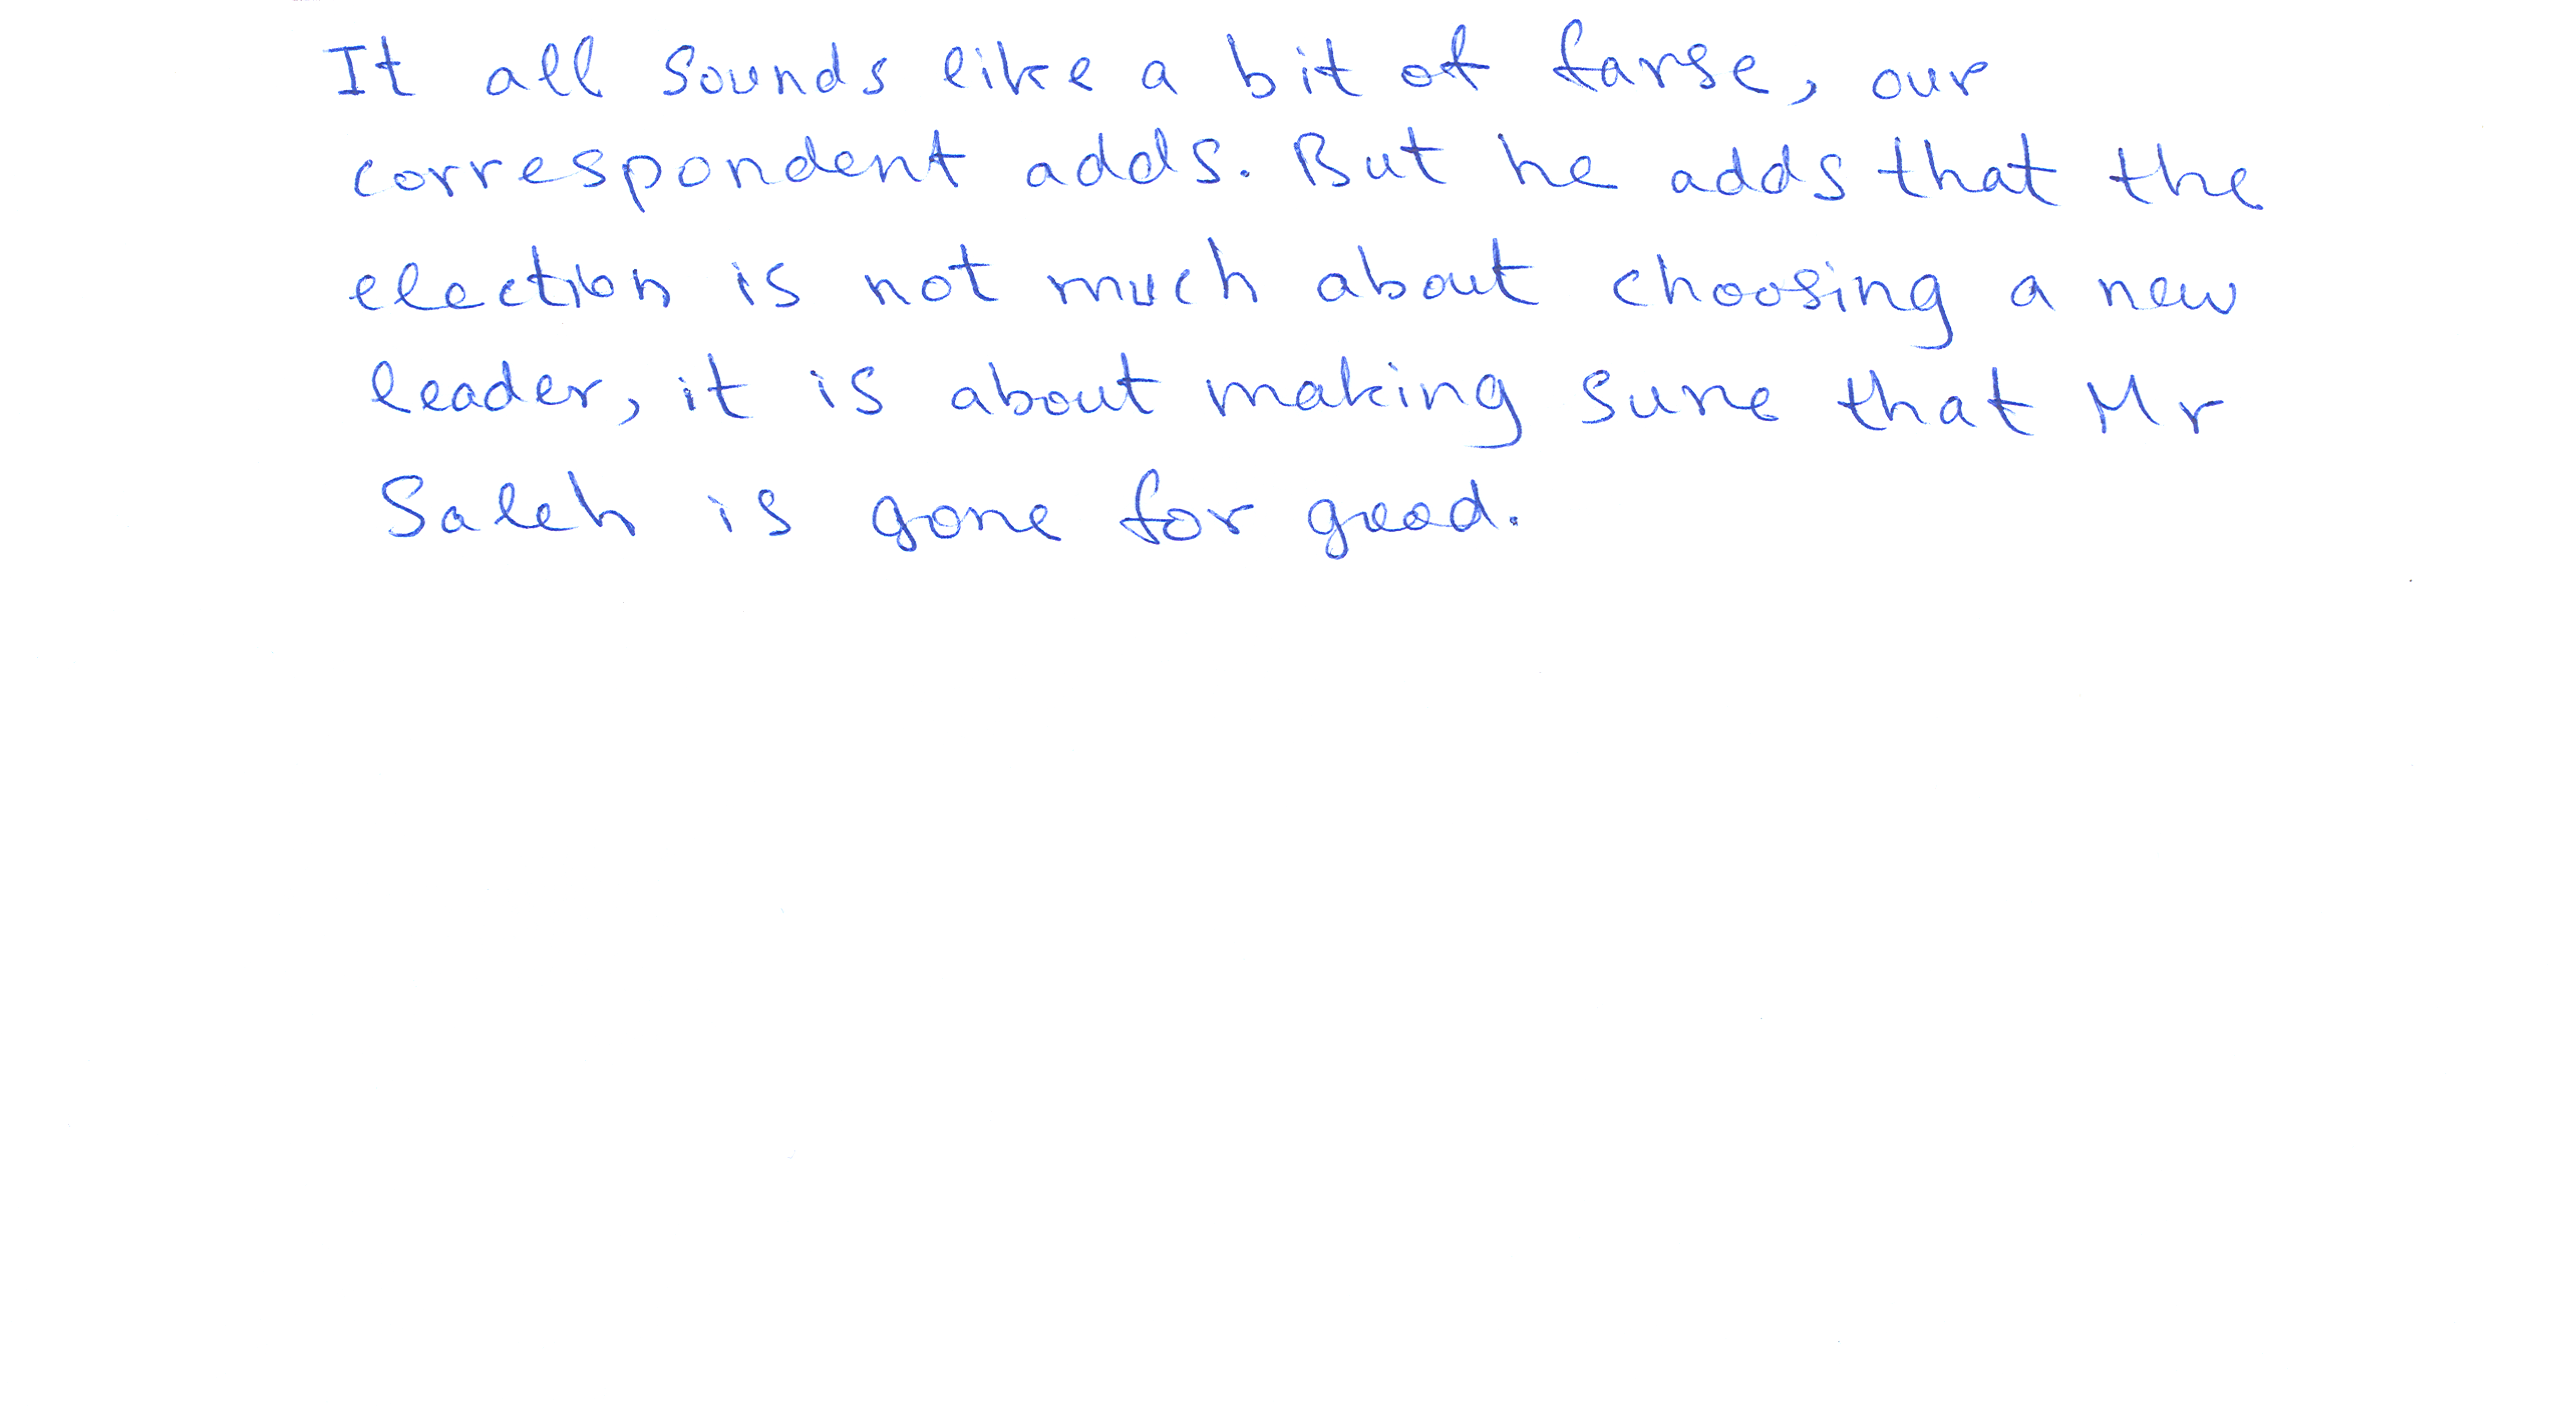 It all sounds like a bit of farse, our
correspondent adds. But he adds that the
election is not much about choosing a new
leader, it is about making sure that Mr
Saleh is gone for good.